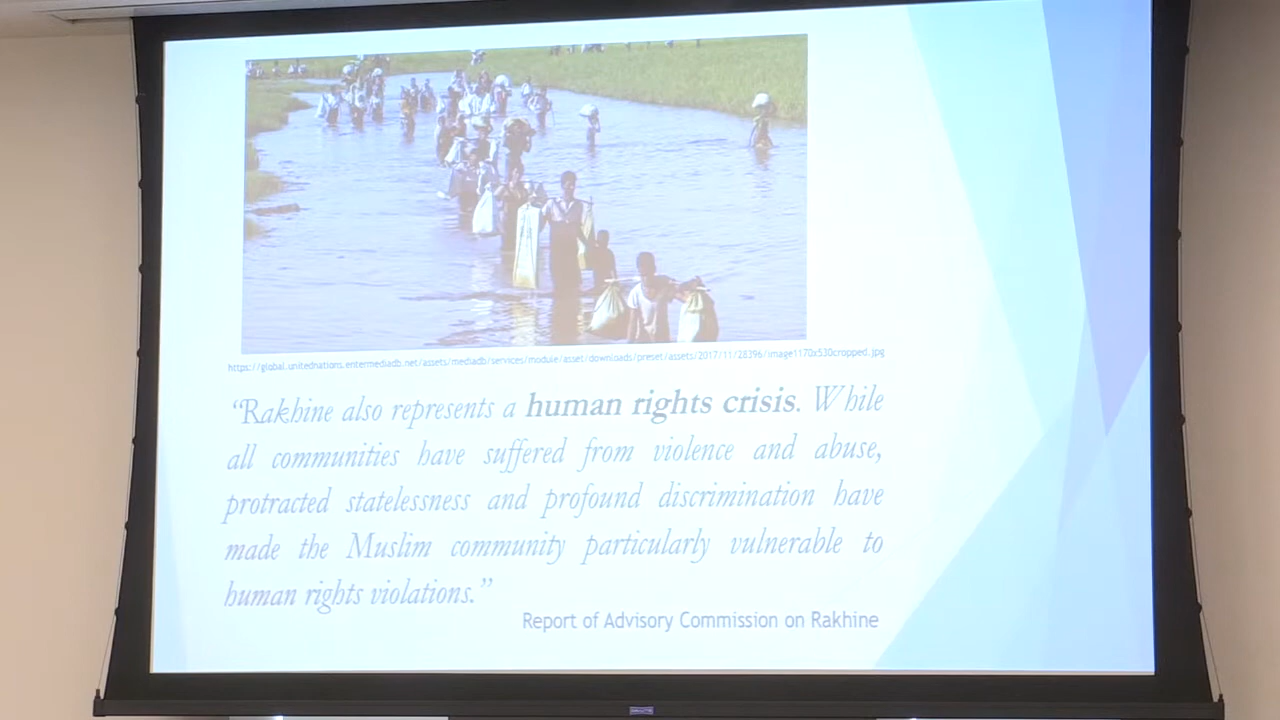 https://global.unitednations.entermediadb.net/assets/mediadb/services/module/asset/downloads/preset/assets/2017/11/28396/image1170x530cropped.jpg
“Rakhine also represents a human rights crisis. While
all communities have suffered from violence and abuse,
protracted statelessness and profound discrimination have
made the Muslim community particularly vulnerable to
human rights violations.”
Report of Advisory Commission on Rakhine